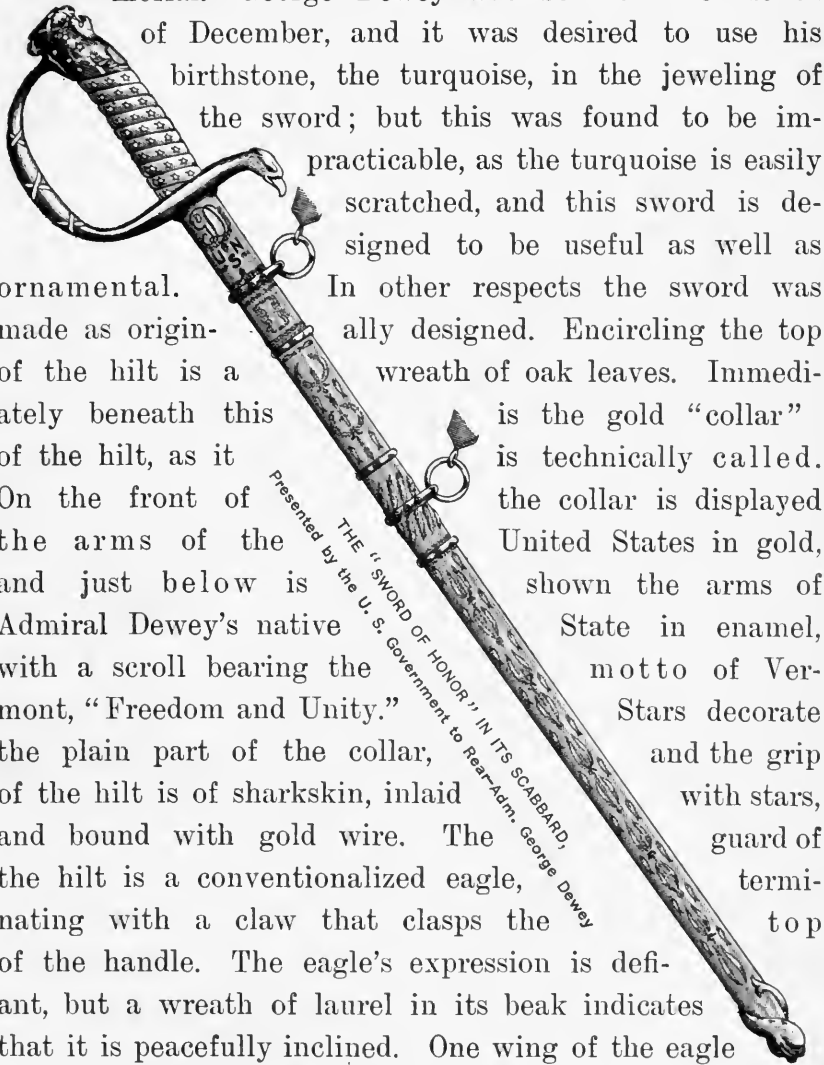 George Dewey
of December, and it was desired to use his
birthstone, the turquoise, in the jeweling of
the sword; but this was found to be im-
practicable, as the turquoise is easily
scratched, and this sword is de-
signed to be useful as well as
ornamental. In other respects the sword was
made as origin- ally designed. Encircling the top
of the hilt is a wreath of oak leaves. Immedi-
ately beneath this is the gold “collar”
of the hilt, as it is technically called.
On the front of the collar is displayed
the arms of the United States in gold,
and just below is shown the arms of
Admiral Dewey's native State in enamel,
with a scroll bearing the motto of Ver-
mont, “Freedom and Unity.” Stars decorate
the plain part of the collar, and the grip
of the hilt is of sharkskin, inlaid with stars,
and bound with gold wire. The guard of
the hilt is a conventionalized eagle, termi-
nating with a claw that clasps the top
of the handle. The eagle's expression is defi-
ant, but a wreath of laurel in its beak indicates
that it is peacefully inclined. One wing of the eagle
THE “SWORD OF HONOR” IN ITS SCABBARD,
Presented by the U. S. Government to Rear-Adm. George Dewey